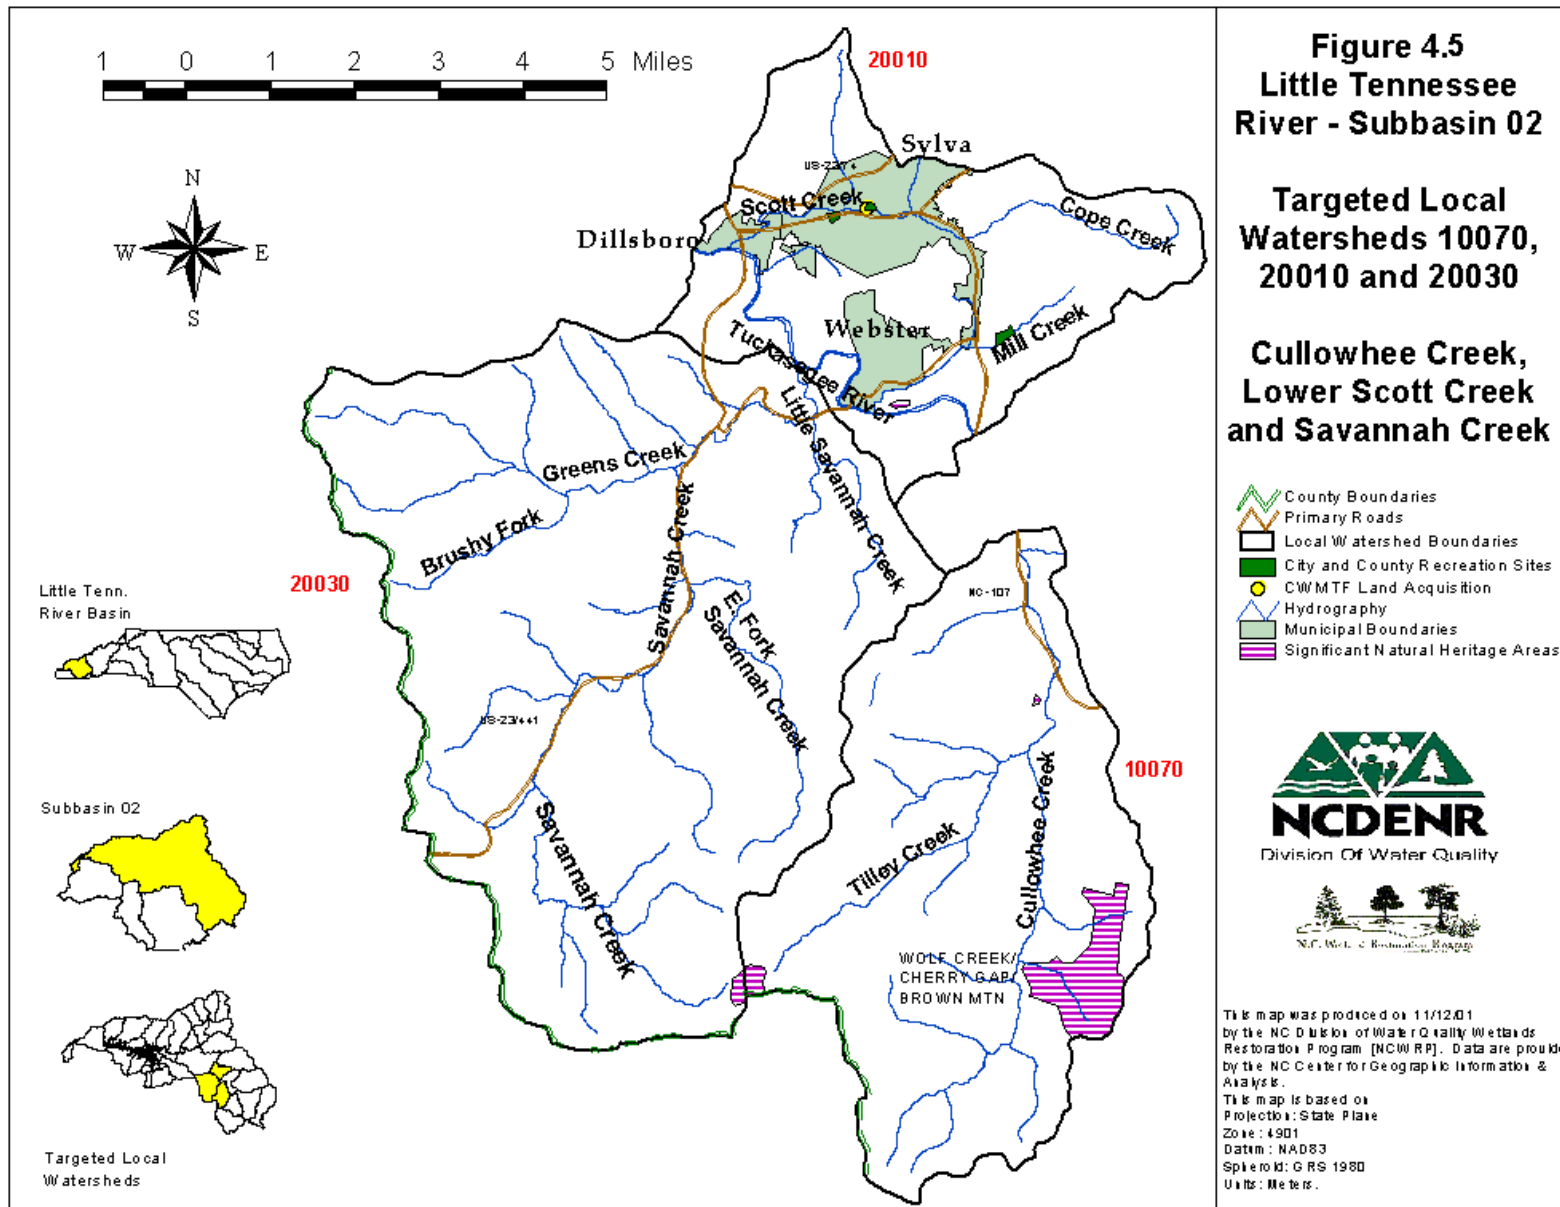 1 0 1 2 3 4 5 Miles
N
W E
S
20010
Sylva
Scott Creek
Cope Creek
Dillsboro
Webster
Mill Creek
Tuckasegee River
Little Savannah Creek
Greens Creek
Brushy Fork
Savannah Creek
20030
E. Fork
Savannah Creek
NC-107
US-23/441
10070
Savannah Creek
Tilley Creek
Cullowhee Creek
WOLF CREEK/
CHERRY GAP/
BROWN MTN
Little Tenn.
River Basin
Subbasin 02
Targeted Local
Watersheds
Figure 4.5
Little Tennessee
River - Subbasin 02
Targeted Local
Watersheds 10070,
20010 and 20030
Cullowhee Creek,
Lower Scott Creek
and Savannah Creek
County Boundaries
Primary Roads
Local Watershed Boundaries
City and County Recreation Sites
CWMTF Land Acquisition
Hydrography
Municipal Boundaries
Significant Natural Heritage Areas
NCDENR
Division Of Water Quality
N.C. Wetlands Restoration Program
This map was produced on 11/12/01
by the NC Division of Water Quality Wetlands
Restoration Program [NCWRP]. Data are provide
by the NC Center for Geographic Information &
Analysis.
This map is based on
Projection: State Plane
Zone: 4901
Datum: NAD83
Spheroid: GRS 1980
Units: Meters.